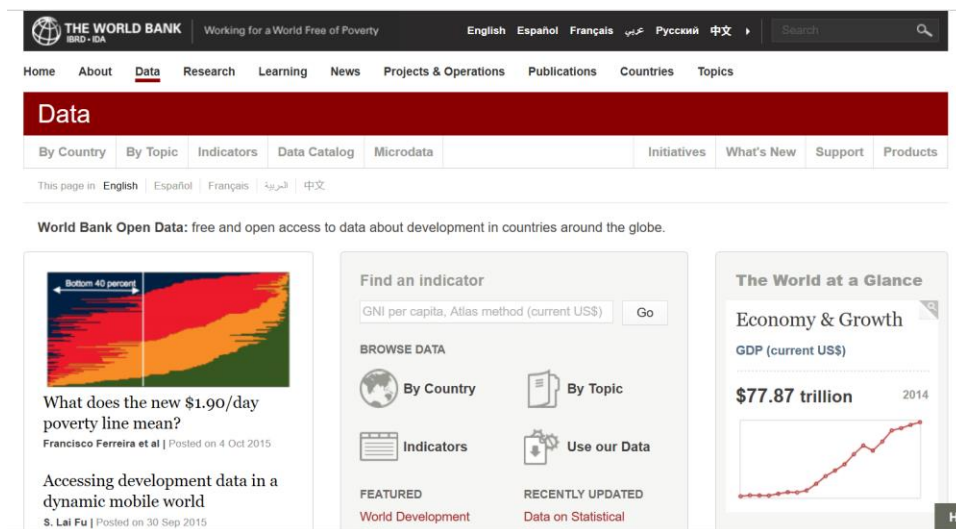 THE WORLD BANK
IBRD • IDA
Working for a World Free of Poverty
English Español Français عربي Русский 中文
Search
Home About Data Research Learning News Projects & Operations Publications Countries Topics
Data
By Country By Topic Indicators Data Catalog Microdata Initiatives What's New Support Products
This page in English Español Français العربية 中文
World Bank Open Data: free and open access to data about development in countries around the globe.
Bottom 40 percent
What does the new $1.90/day
poverty line mean?
Francisco Ferreira et al | Posted on 4 Oct 2015
Accessing development data in a
dynamic mobile world
S. Lai Fu | Posted on 30 Sep 2015
Find an indicator
GNI per capita, Atlas method (current US$) Go
BROWSE DATA
By Country By Topic
Indicators Use our Data
FEATURED RECENTLY UPDATED
World Development Data on Statistical
The World at a Glance
Economy & Growth
GDP (current US$)
$77.87 trillion 2014
H